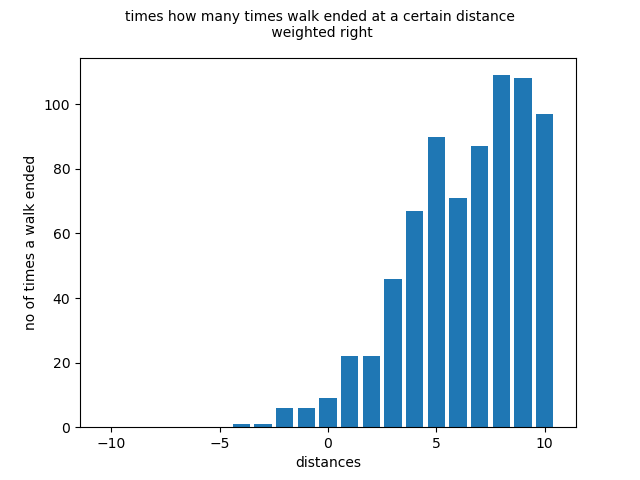 times how many times walk ended at a certain distance
weighted right
100
80
60
40
20
0
no of times a walk ended
−10
−5
0
5
10
distances